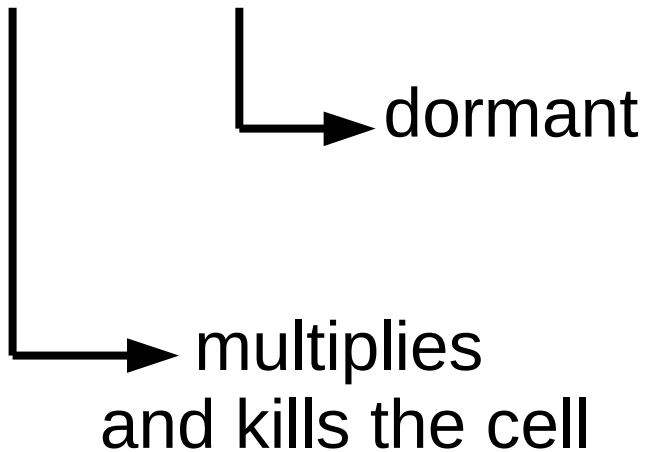 dormant
multiplies
and kills the cell